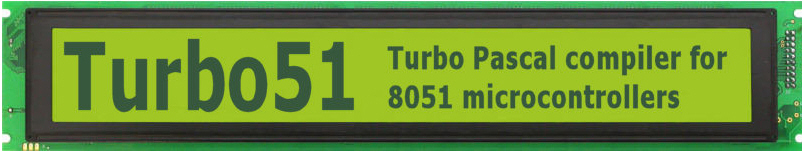 Turbo51
Turbo Pascal compiler for
8051 microcontrollers